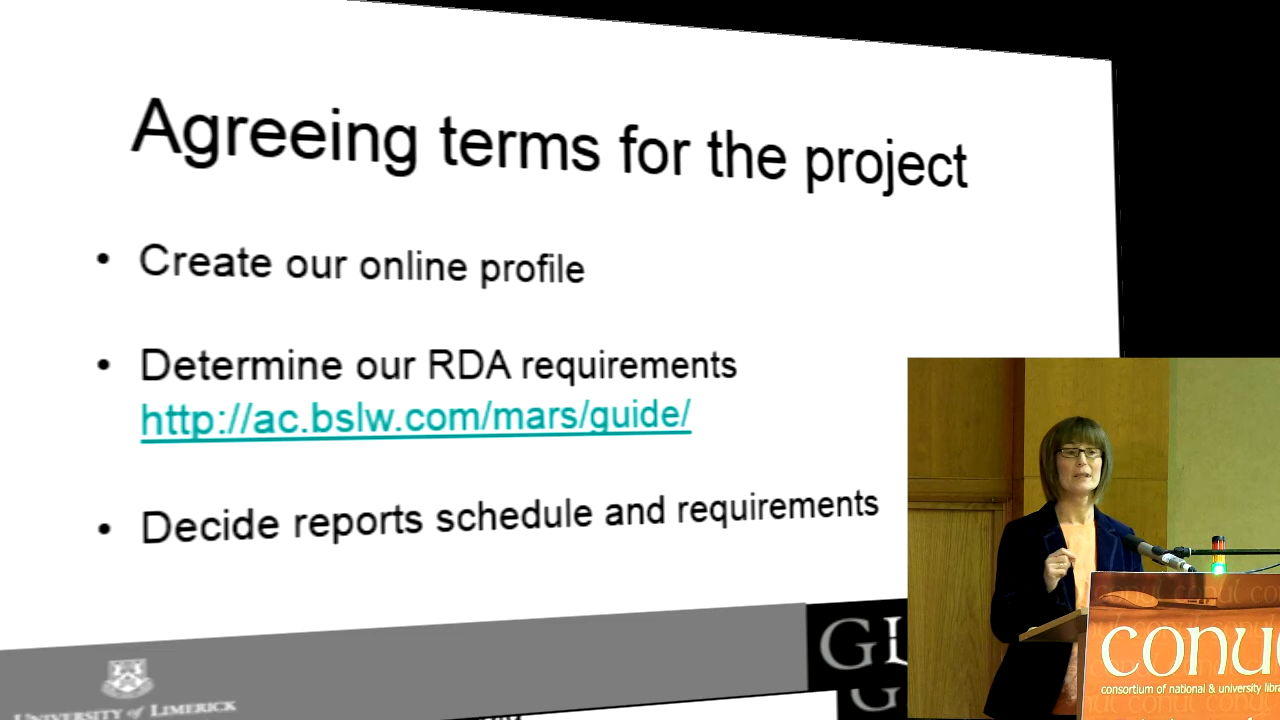 Agreeing terms for the project
• Create our online profile
• Determine our RDA requirements
http://ac.bslw.com/mars/guide/
• Decide reports schedule and requirements
UNIVERSITY of LIMERICK
conul
consortium of national & university libra